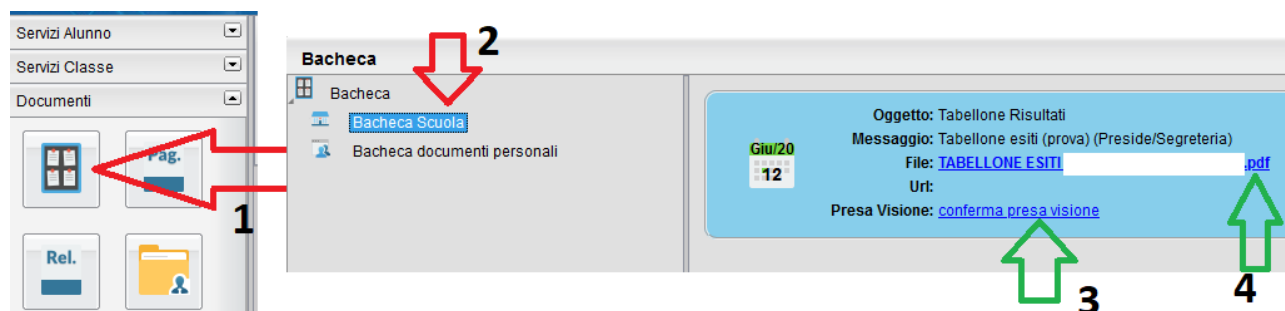 Servizi Alunno
Servizi Classe
Documenti
Pag.
Rel.
1
2
Bacheca
Bacheca
Bacheca Scuola
Bacheca documenti personali
Giu/20
12
Oggetto: Tabellone Risultati
Messaggio: Tabellone esiti (prova) (Preside/Segreteria)
File: TABELLONE ESITI .pdf
Url:
Presa Visione: conferma presa visione
3
4